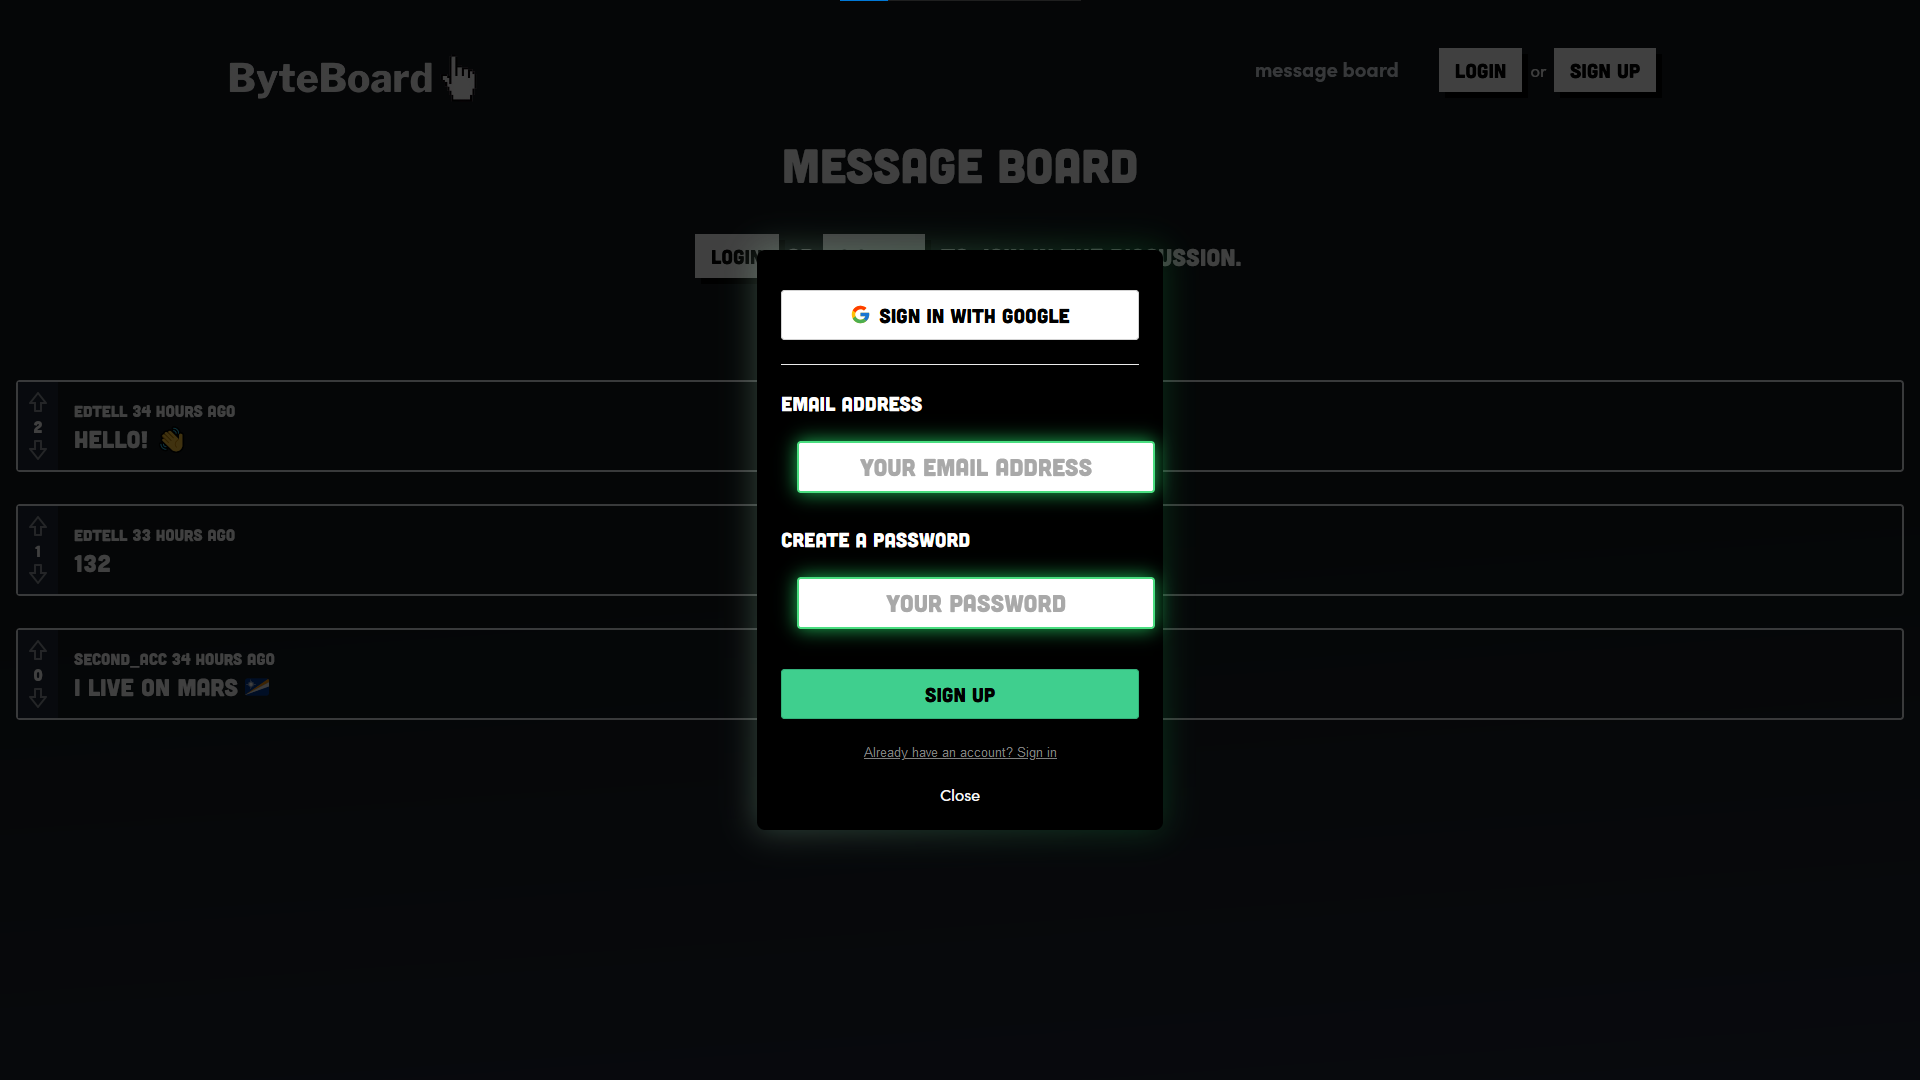 ByteBoard
message board
LOGIN or SIGN UP
MESSAGE BOARD
LOGIN
SIGN IN WITH GOOGLE
EDTELL 34 HOURS AGO
2
HELLO! 👋
EMAIL ADDRESS
YOUR EMAIL ADDRESS
EDTELL 33 HOURS AGO
1
132
CREATE A PASSWORD
YOUR PASSWORD
SECOND_ACC 34 HOURS AGO
0
I LIVE ON MARS 🇲🇭
SIGN UP
Already have an account? Sign in
Close